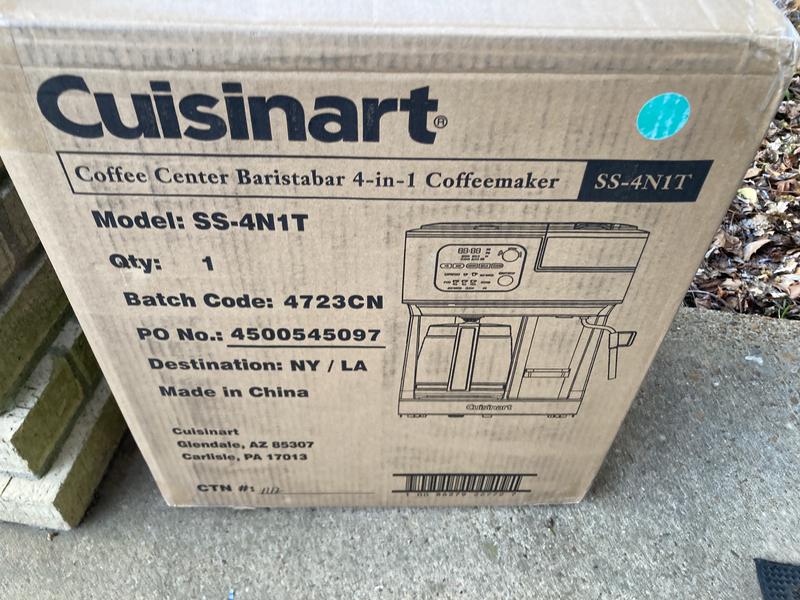 Cuisinart®
Coffee Center Baristabar 4-in-1 Coffeemaker SS-4N1T
Model: SS-4N1T
Qty: 1
Batch Code: 4723CN
PO No.: 4500545097
Destination: NY / LA
Made in China
Cuisinart
Glendale, AZ 85307
Carlisle, PA 17013
CTN #:
Cuisinart